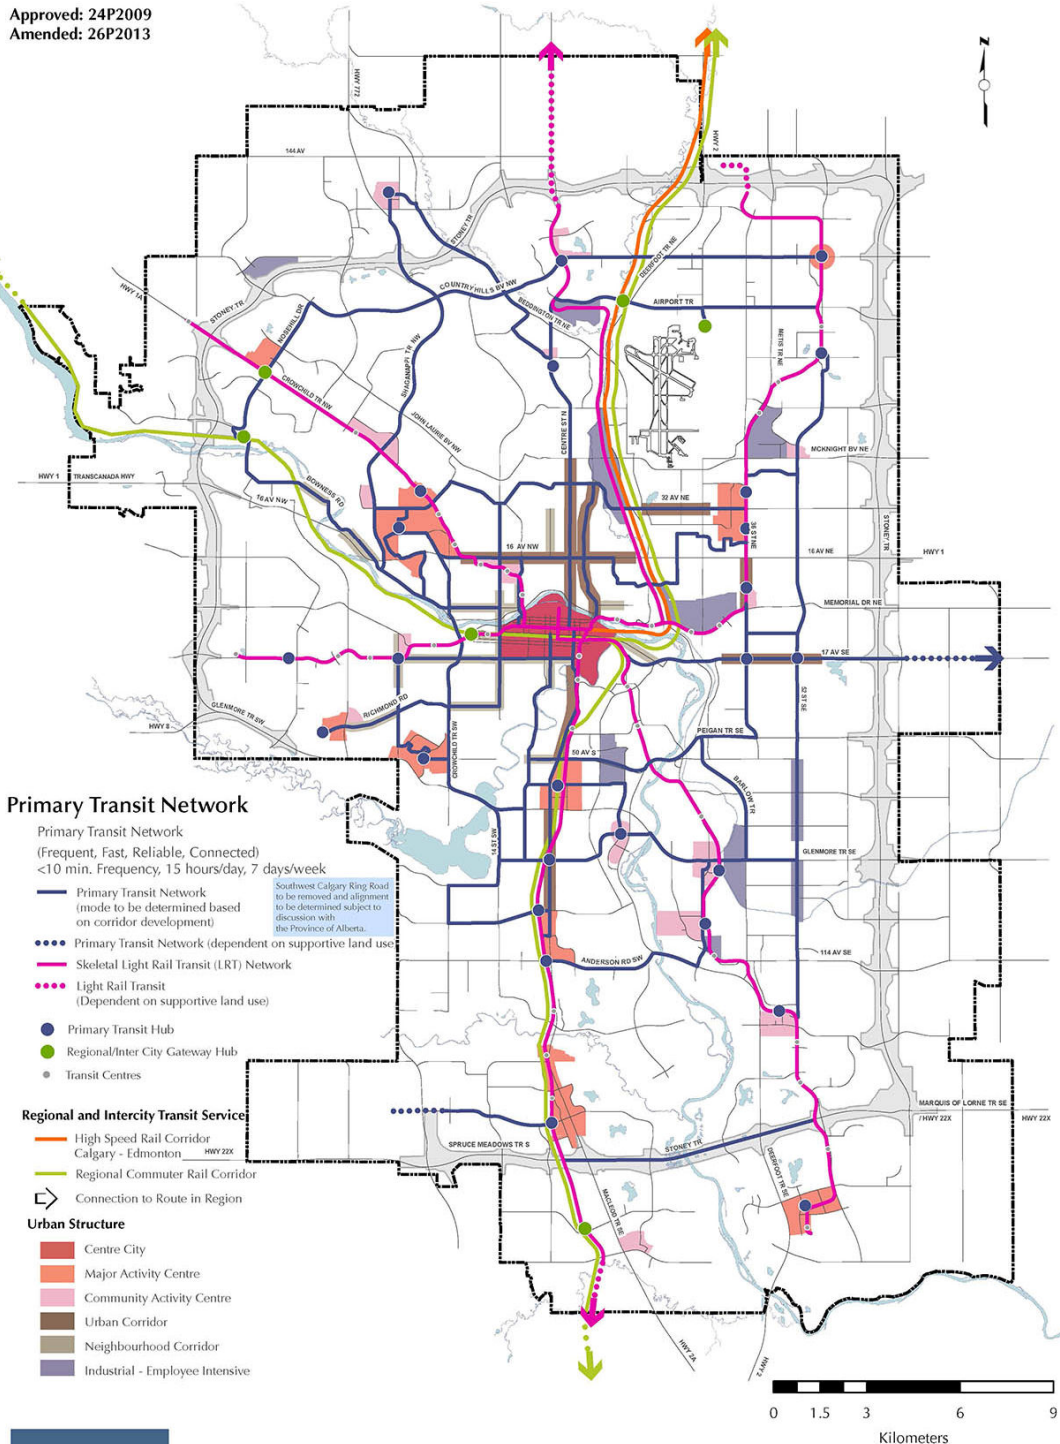 Approved: 24P2009
Amended: 26P2013
N
HWY 772
HWY 2
144 AV
STONEY TR
DEERFOOT TR NE
COUNTRY HILLS BV NW
HWY 1A
STONEY TR
NOSEHILL DR
BEDDINGTON TR NE
AIRPORT TR
METIS TR NE
SHAGANAPPI TR NW
CROWCHILD TR NW
JOHN LAURIE BV NW
CENTRE ST N
MCKNIGHT BV NE
HWY 1
TRANSCANADA HWY
BOWNESS RD
16 AV NW
32 AV NE
36 ST NE
STONEY TR
16 AV NW
16 AV NE
HWY 1
MEMORIAL DR NE
17 AV SE
52 ST SE
GLENMORE TR SW
RICHMOND RD
HWY 8
CROWCHILD TR SW
PEIGAN TR SE
50 AV S
BARLOW TR
14 ST SW
GLENMORE TR SE
ANDERSON RD SW
114 AV SE
MARQUIS OF LORNE TR SE
/ HWY 22X
HWY 22X
SPRUCE MEADOWS TR S
HWY 22X
STONEY TR
DEERFOOT TR SE
MACLEOD TR SE
HWY 2A
HWY 2
Primary Transit Network
Primary Transit Network
(Frequent, Fast, Reliable, Connected)
<10 min. Frequency, 15 hours/day, 7 days/week
Primary Transit Network
(mode to be determined based
on corridor development)
Southwest Calgary Ring Road
to be removed and alignment
to be determined subject to
discussion with
the Province of Alberta.
Primary Transit Network (dependent on supportive land use
Skeletal Light Rail Transit (LRT) Network
Light Rail Transit
(Dependent on supportive land use)
Primary Transit Hub
Regional/Inter City Gateway Hub
Transit Centres
Regional and Intercity Transit Service
High Speed Rail Corridor
Calgary - Edmonton
Regional Commuter Rail Corridor
Connection to Route in Region
Urban Structure
Centre City
Major Activity Centre
Community Activity Centre
Urban Corridor
Neighbourhood Corridor
Industrial - Employee Intensive
0 1.5 3 6 9
Kilometers